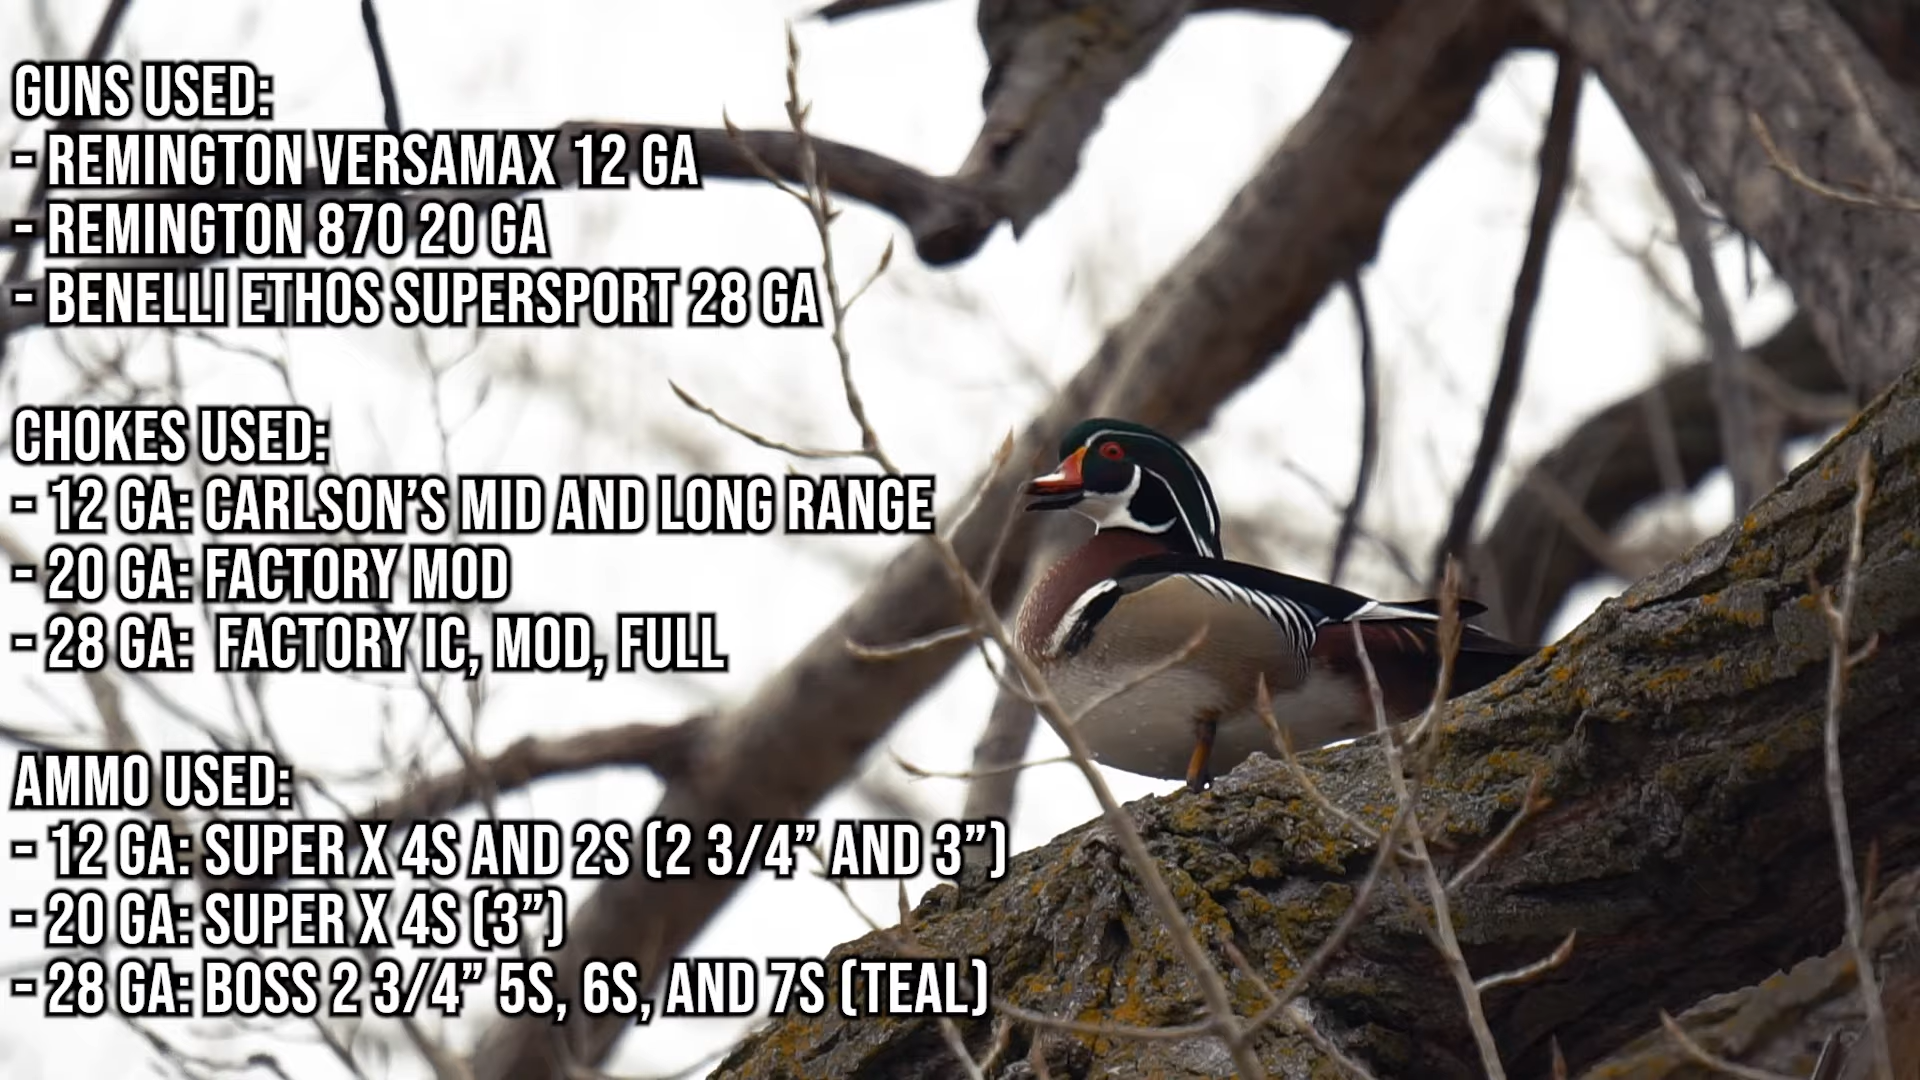 GUNS USED:
- REMINGTON VERSAMAX 12 GA
- REMINGTON 870 20 GA
- BENELLI ETHOS SUPERSPORT 28 GA
CHOKES USED:
- 12 GA: CARLSON’S MID AND LONG RANGE
- 20 GA: FACTORY MOD
- 28 GA:  FACTORY IC, MOD, FULL
AMMO USED:
- 12 GA: SUPER X 4S AND 2S (2 3/4” AND 3”)
- 20 GA: SUPER X 4S (3”)
- 28 GA: BOSS 2 3/4” 5S, 6S, AND 7S (TEAL)